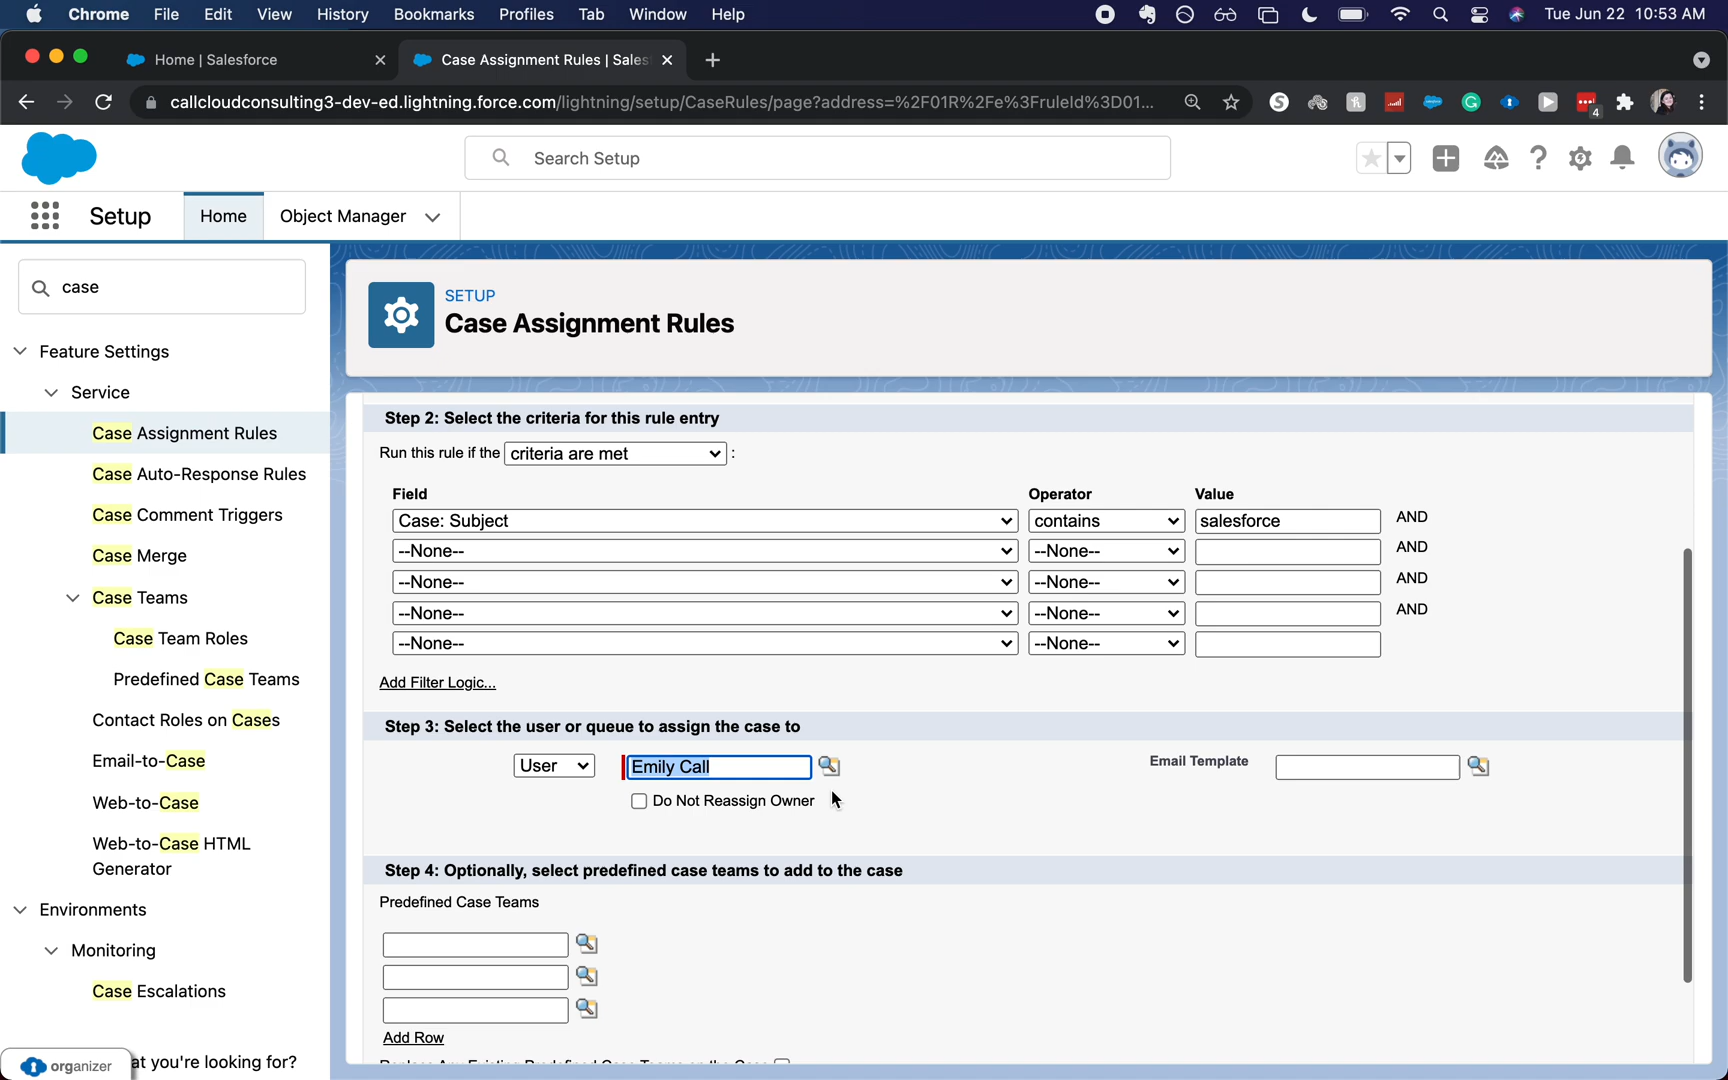 Chrome File Edit View History Bookmarks Profiles Tab Window Help Tue Jun 22 10:53 AM
Home | Salesforce Case Assignment Rules | Sales
callcloudconsulting3-dev-ed.lightning.force.com/lightning/setup/CaseRules/page?address=%2F01R%2Fe%3FruleId%3D01... 4
Search Setup
Setup Home Object Manager
case
SETUP
Case Assignment Rules
Feature Settings
Service
Case Assignment Rules
Case Auto-Response Rules
Case Comment Triggers
Case Merge
Case Teams
Case Team Roles
Predefined Case Teams
Contact Roles on Cases
Email-to-Case
Web-to-Case
Web-to-Case HTML
Generator
Environments
Monitoring
Case Escalations
at you're looking for?
organizer
Step 2: Select the criteria for this rule entry
Run this rule if the criteria are met :
Field Operator Value
Case: Subject contains salesforce AND
--None-- --None-- AND
--None-- --None-- AND
--None-- --None-- AND
--None-- --None--
Add Filter Logic...
Step 3: Select the user or queue to assign the case to
User Emily Call Email Template
Do Not Reassign Owner
Step 4: Optionally, select predefined case teams to add to the case
Predefined Case Teams
Add Row